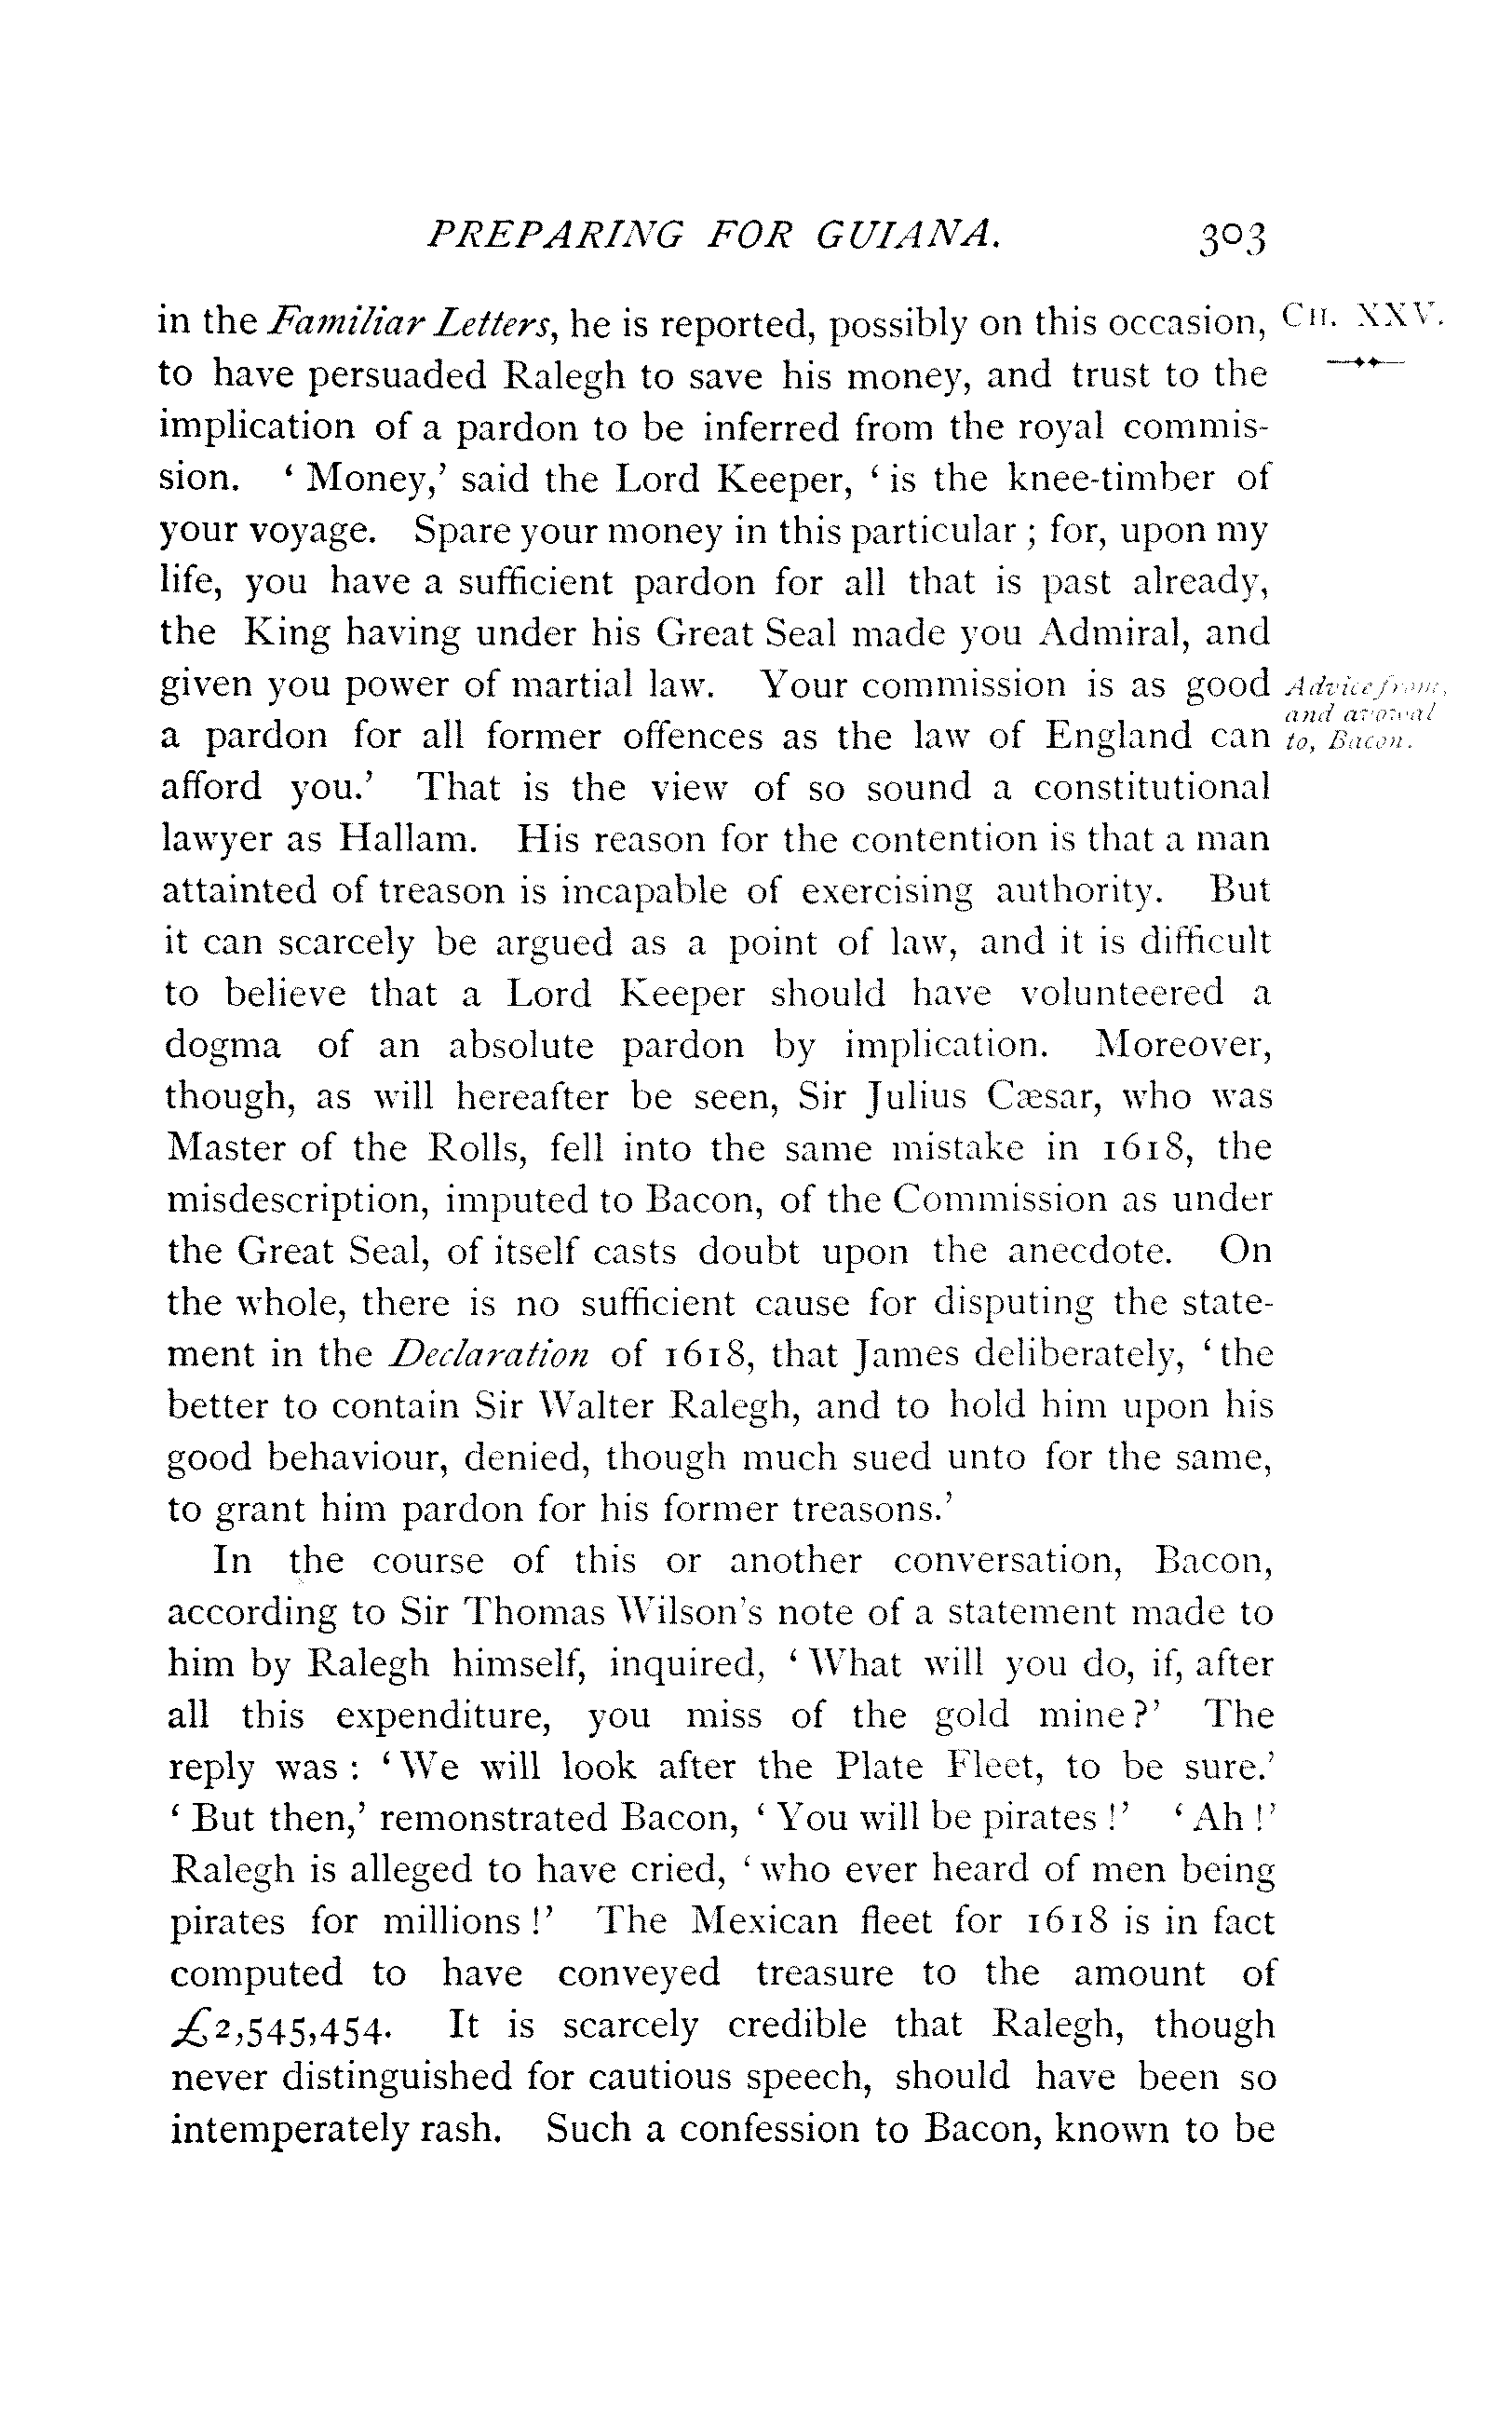 PREPARING FOR GUIANA. 303
in the Familiar Letters, he is reported, possibly on this occasion, CH. XXV.
to have persuaded Ralegh to save his money, and trust to the
implication of a pardon to be inferred from the royal commis-
sion. ‘ Money,’ said the Lord Keeper, ‘ is the knee-timber of
your voyage. Spare your money in this particular ; for, upon my
life, you have a sufficient pardon for all that is past already,
the King having under his Great Seal made you Admiral, and
given you power of martial law. Your commission is as good
a pardon for all former offences as the law of England can
afford you.’ That is the view of so sound a constitutional
lawyer as Hallam. His reason for the contention is that a man
attainted of treason is incapable of exercising authority. But
it can scarcely be argued as a point of law, and it is difficult
to believe that a Lord Keeper should have volunteered a
dogma of an absolute pardon by implication. Moreover,
though, as will hereafter be seen, Sir Julius Cæsar, who was
Master of the Rolls, fell into the same mistake in 1618, the
misdescription, imputed to Bacon, of the Commission as under
the Great Seal, of itself casts doubt upon the anecdote. On
the whole, there is no sufficient cause for disputing the state-
ment in the Declaration of 1618, that James deliberately, ‘the
better to contain Sir Walter Ralegh, and to hold him upon his
good behaviour, denied, though much sued unto for the same,
to grant him pardon for his former treasons.’
In the course of this or another conversation, Bacon,
according to Sir Thomas Wilson's note of a statement made to
him by Ralegh himself, inquired, ‘ What will you do, if, after
all this expenditure, you miss of the gold mine?’ The
reply was : ‘We will look after the Plate Fleet, to be sure.’
‘ But then,’ remonstrated Bacon, ‘ You will be pirates !’ ‘ Ah !’
Ralegh is alleged to have cried, ‘who ever heard of men being
pirates for millions !’ The Mexican fleet for 1618 is in fact
computed to have conveyed treasure to the amount of
£2,545,454. It is scarcely credible that Ralegh, though
never distinguished for cautious speech, should have been so
intemperately rash. Such a confession to Bacon, known to be
Advice from,
and avowal
to, Bacon.